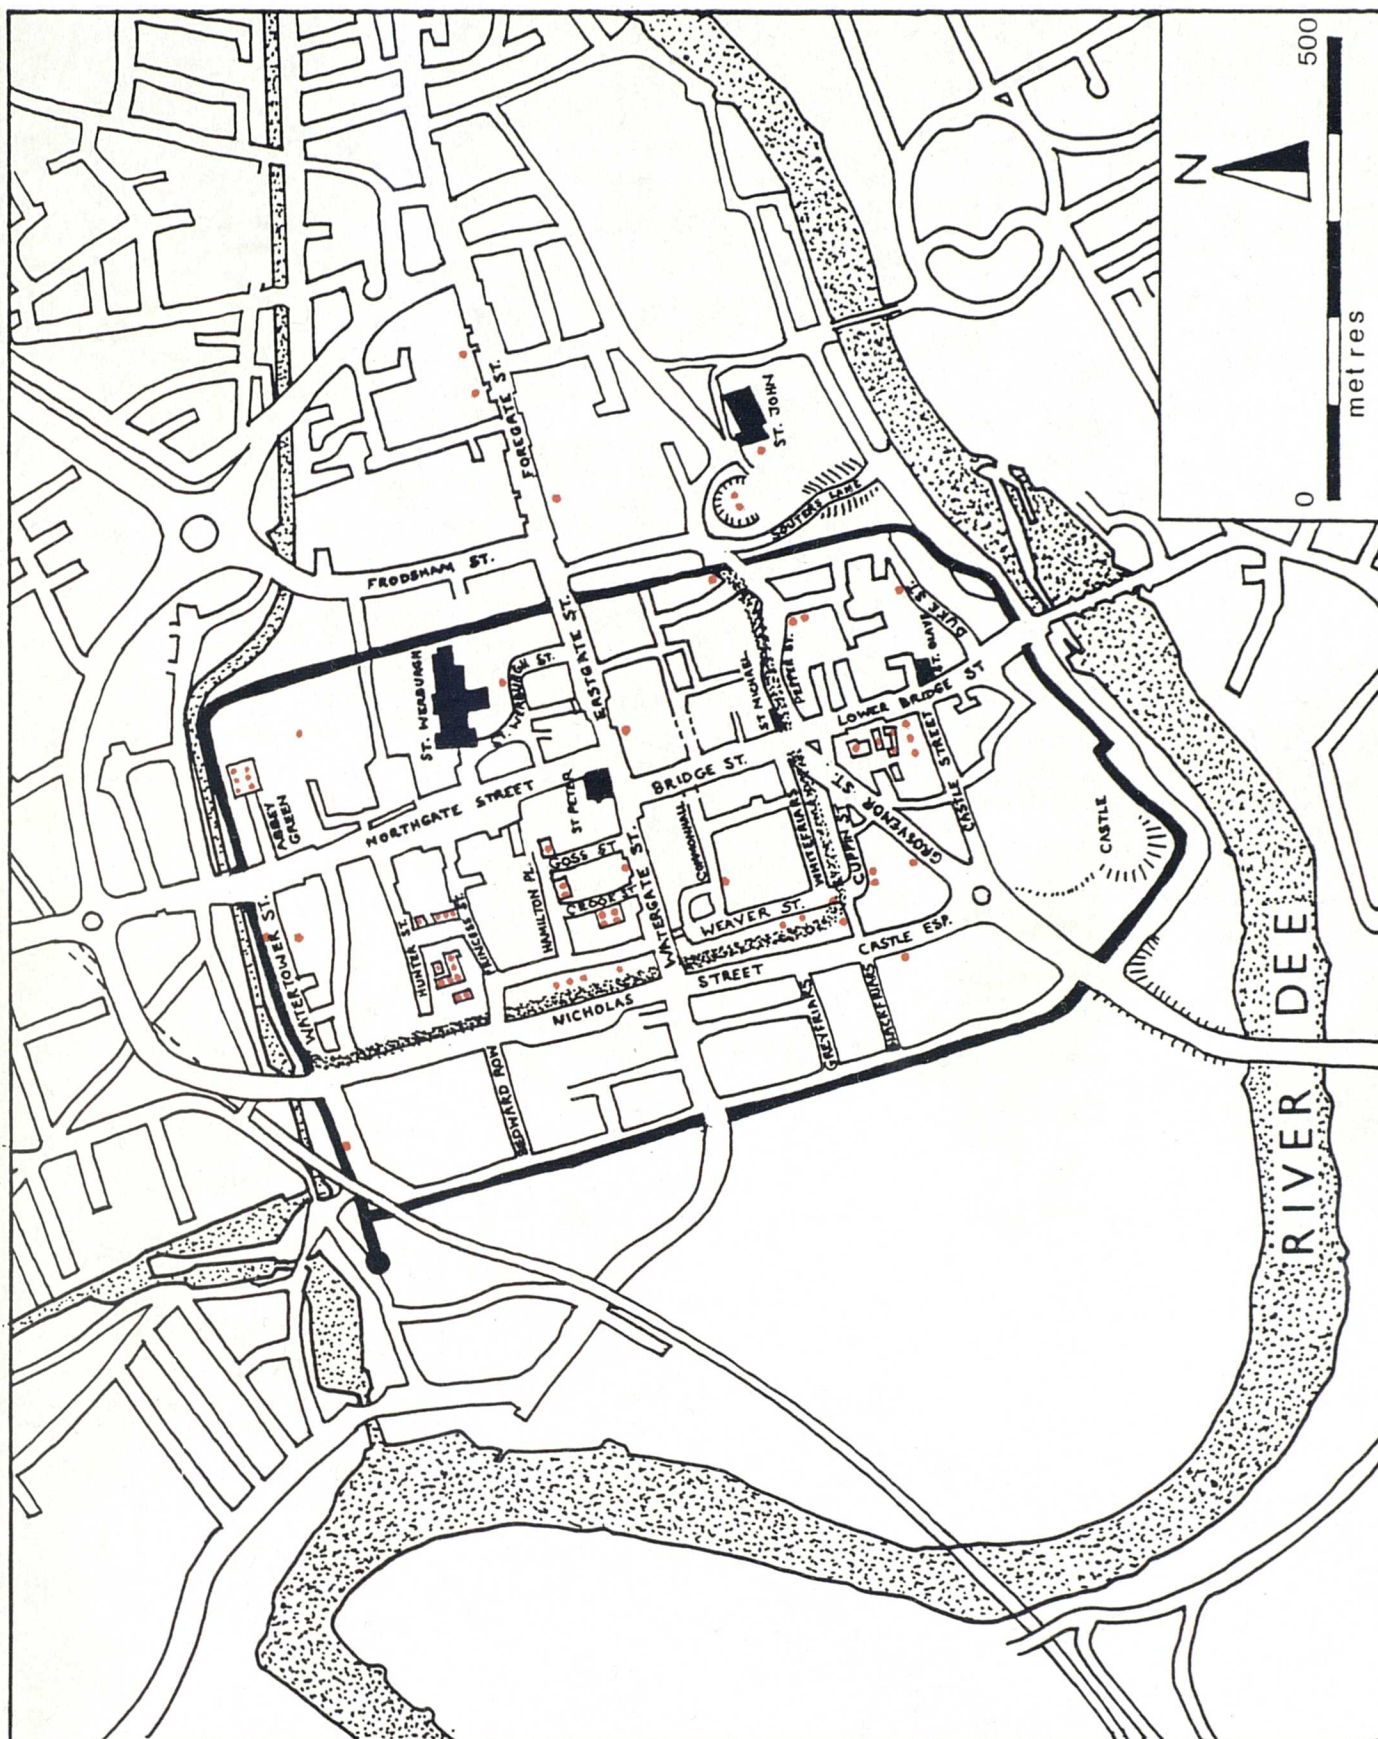 500
N
0
metres
FOREGATE ST.
ST. JOHN
SOUTERS LANE
FRODSHAM ST.
ST. WERBURGH
WERBURGH ST.
EASTGATE ST.
ST MICHAEL
PEPPER ST.
DUKE ST.
ST. OLAVE
LOWER BRIDGE ST
ABBEY
GREEN
NORTHGATE STREET
ST PETER
BRIDGE ST.
GROSVENOR ST.
CASTLE STREET
CASTLE
WATERTOWER ST.
HUNTER ST.
PRINCESS ST.
HAMILTON PL.
GOSS ST
CROOK ST
WATERGATE ST.
COMMONHALL
WHITEFRIARS
CUPPIN ST
WEAVER ST.
CASTLE ESP.
NICHOLAS
STREET
GREYFRIARS
BLACKFRIARS
BEDWARD ROW
RIVER DEE